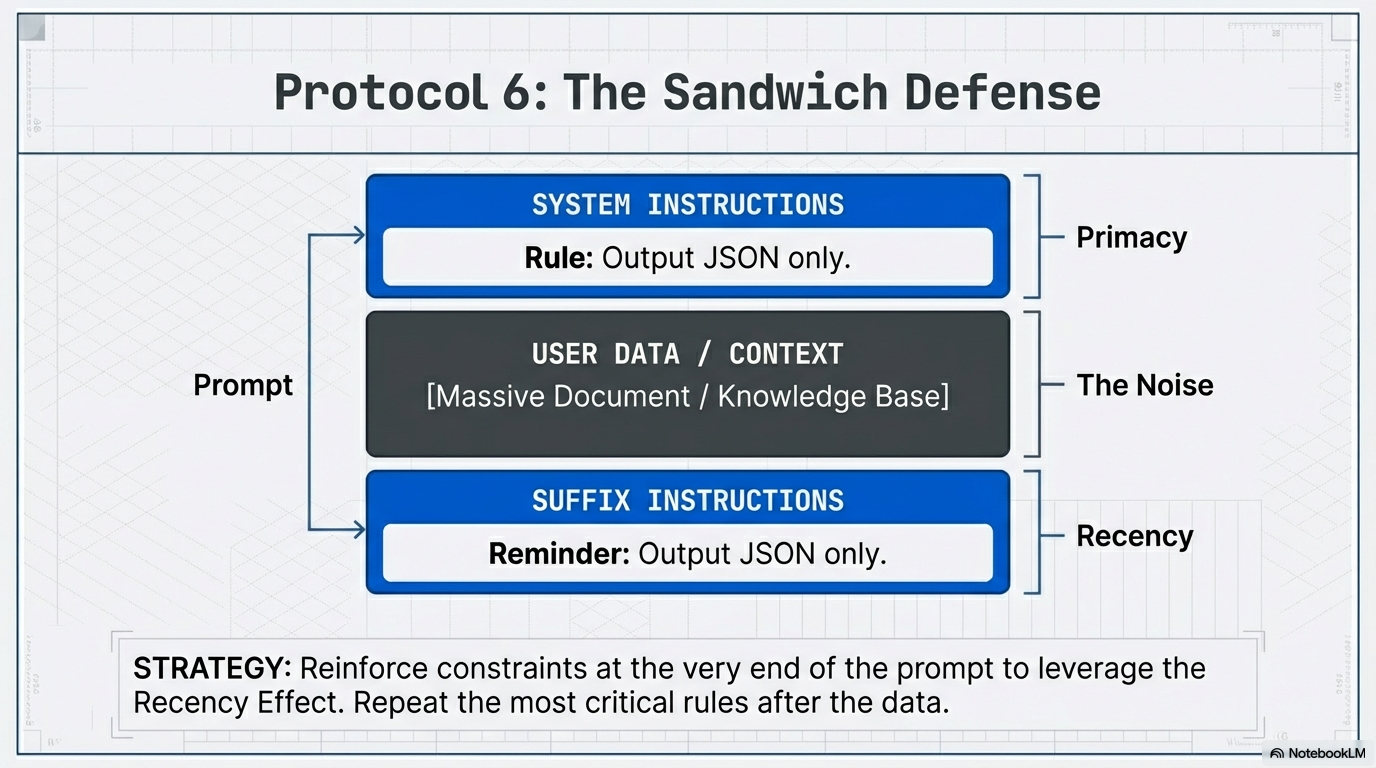 Protocol 6: The Sandwich Defense
SYSTEM INSTRUCTIONS
Rule: Output JSON only.
Primacy
USER DATA / CONTEXT
[Massive Document / Knowledge Base]
Prompt
The Noise
SUFFIX INSTRUCTIONS
Reminder: Output JSON only.
Recency
STRATEGY: Reinforce constraints at the very end of the prompt to leverage the
Recency Effect. Repeat the most critical rules after the data.
NotebookLM